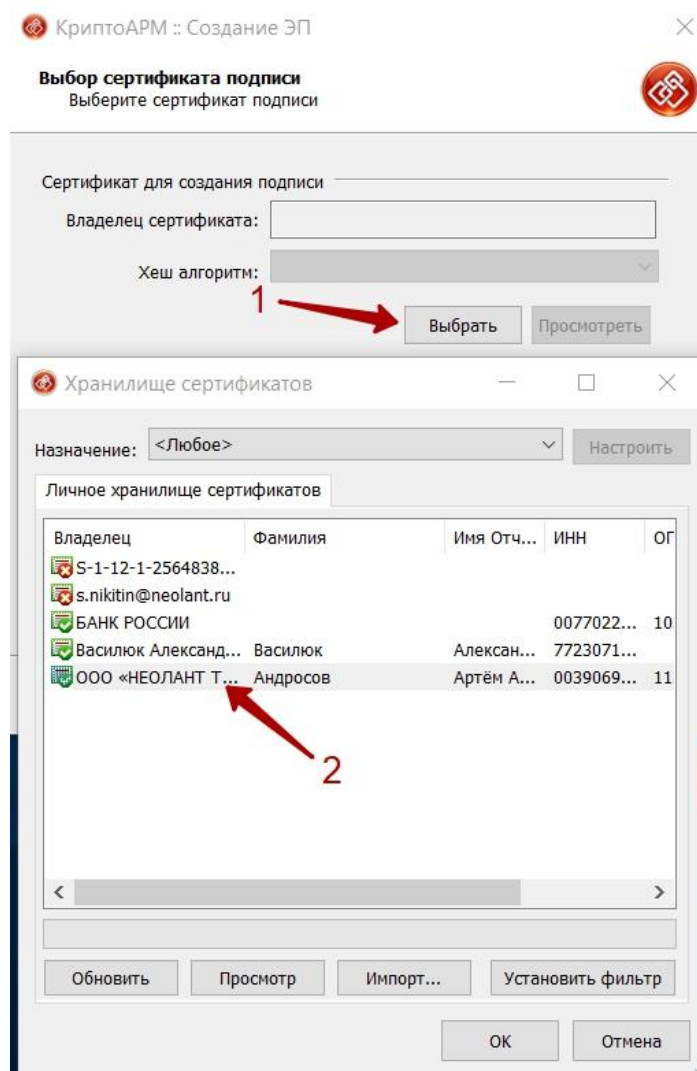 КриптоАРМ :: Создание ЭП
Выбор сертификата подписи
Выберите сертификат подписи
Сертификат для создания подписи
Владелец сертификата:
Хеш алгоритм:
1
Выбрать Просмотреть
Хранилище сертификатов
Назначение: <Любое> Настроить
Личное хранилище сертификатов
Владелец Фамилия Имя Отч... ИНН ОГ
S-1-12-1-2564838...
s.nikitin@neolant.ru
БАНК РОССИИ 0077022... 10
Василюк Александ... Василюк Алексан... 7723071...
ООО «НЕОЛАНТ Т... Андросов Артём А... 0039069... 11
2
Обновить Просмотр Импорт... Установить фильтр
ОК Отмена